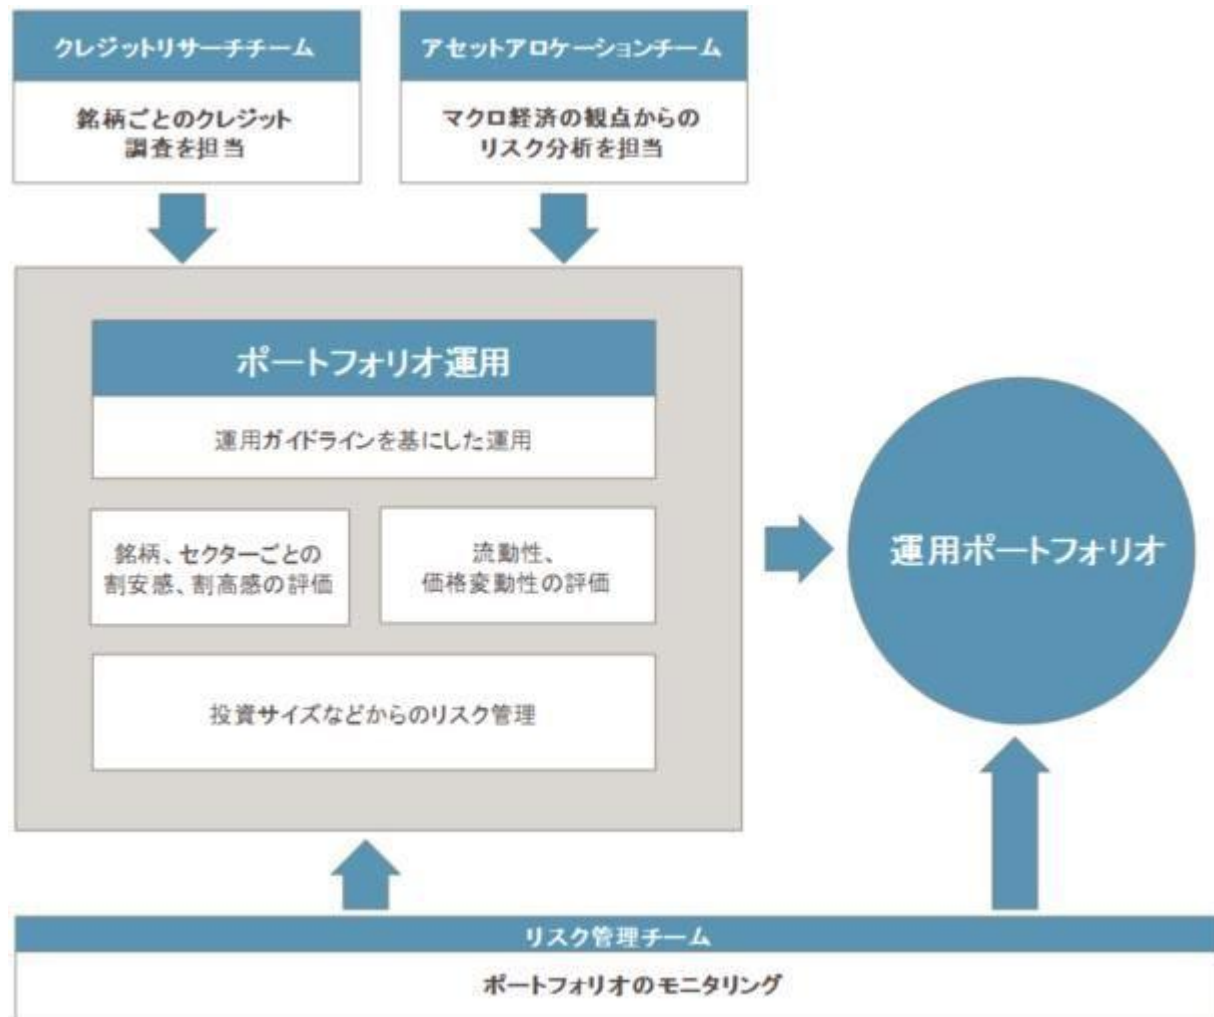 クレジットリサーチチーム
銘柄ごとのクレジット
調査を担当
アセットアロケーションチーム
マクロ経済の観点からの
リスク分析を担当
ポートフォリオ運用
運用ガイドラインを基にした運用
銘柄、セクターごとの
割安感、割高感の評価
流動性、
価格変動性の評価
投資サイズなどからのリスク管理
運用ポートフォリオ
リスク管理チーム
ポートフォリオのモニタリング